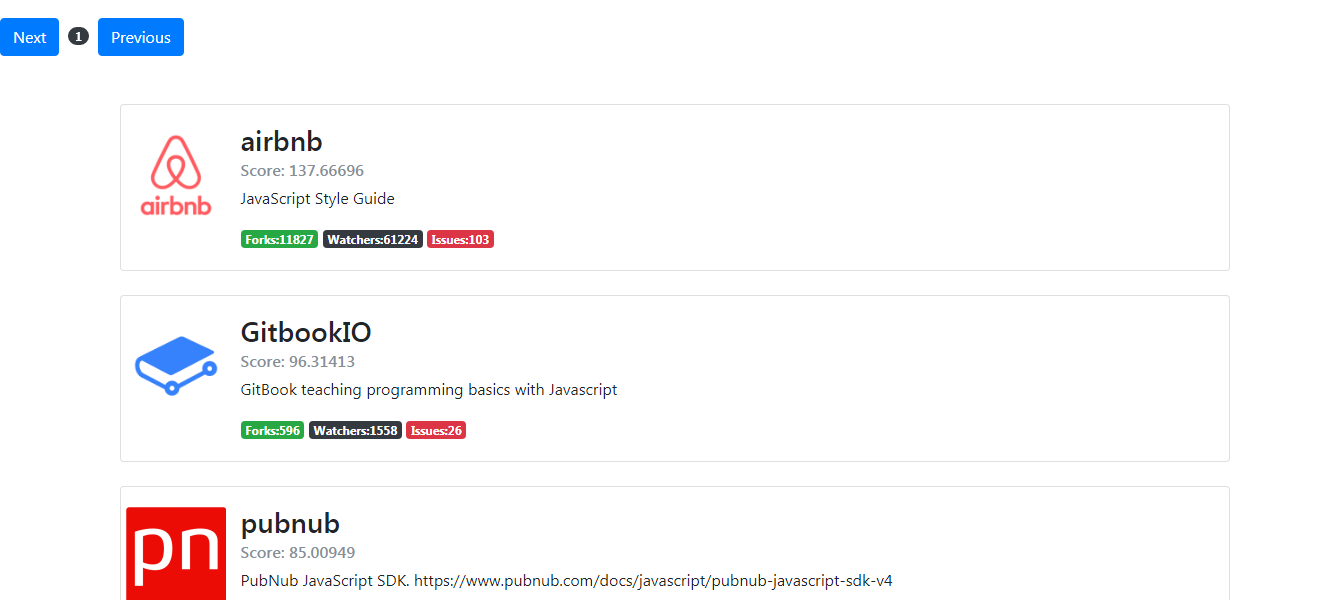 Next 1 Previous
airbnb
airbnb
Score: 137.66696
JavaScript Style Guide
Forks:11827 Watchers:61224 Issues:103
GitbookIO
Score: 96.31413
GitBook teaching programming basics with Javascript
Forks:596 Watchers:1558 Issues:26
pn
pubnub
Score: 85.00949
PubNub JavaScript SDK. https://www.pubnub.com/docs/javascript/pubnub-javascript-sdk-v4